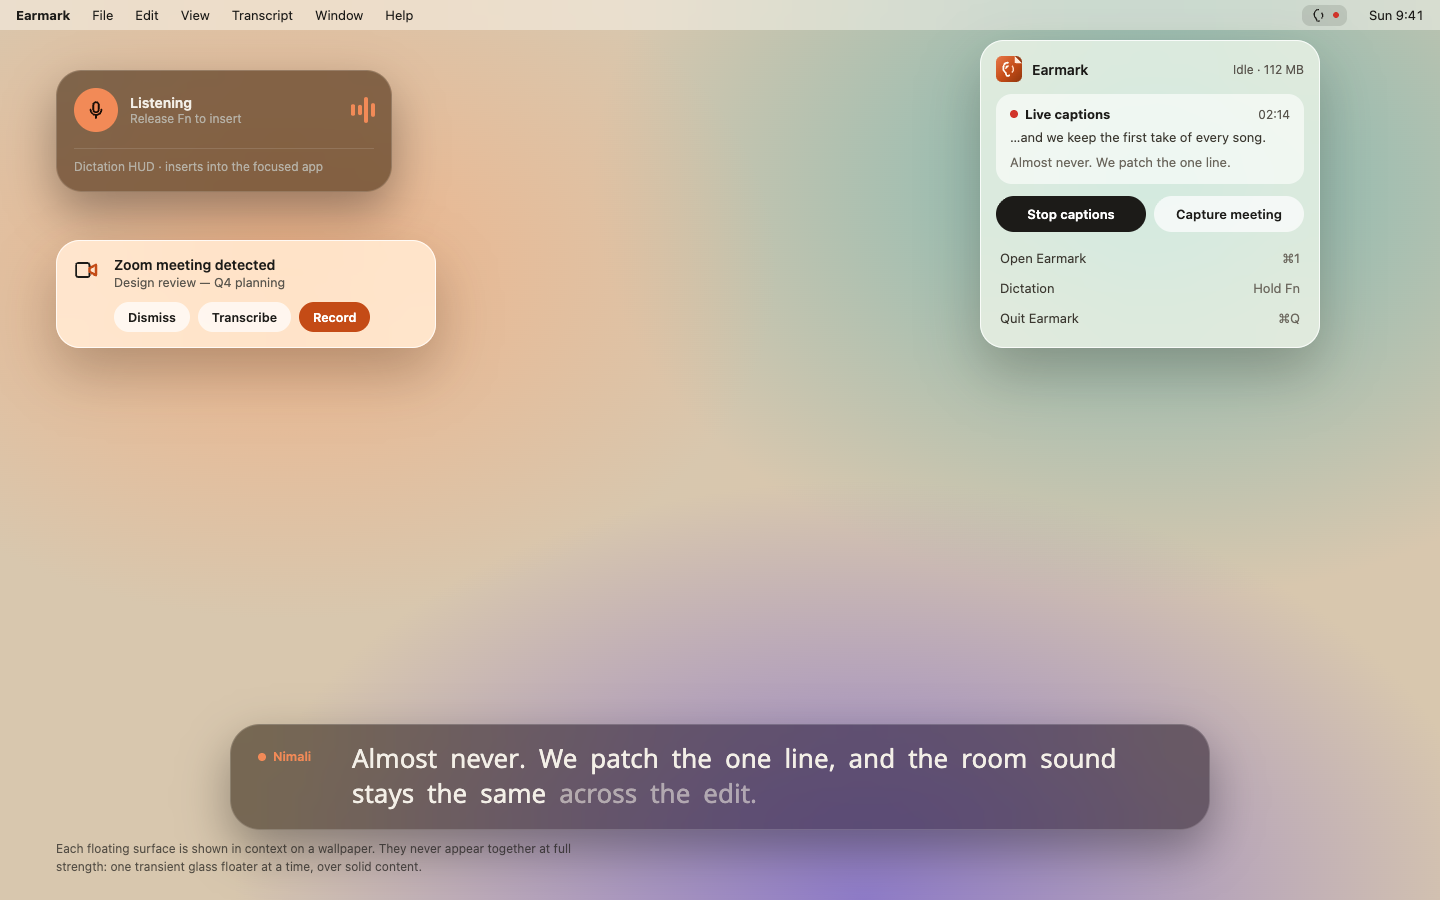 Earmark File Edit View Transcript Window Help Sun 9:41
Listening
Release Fn to insert
Dictation HUD · inserts into the focused app
Zoom meeting detected
Design review — Q4 planning
Dismiss Transcribe Record
Earmark Idle · 112 MB
Live captions 02:14
...and we keep the first take of every song.
Almost never. We patch the one line.
Stop captions Capture meeting
Open Earmark ⌘1
Dictation Hold Fn
Quit Earmark ⌘Q
Nimali Almost never. We patch the one line, and the room sound
stays the same across the edit.
Each floating surface is shown in context on a wallpaper. They never appear together at full
strength: one transient glass floater at a time, over solid content.